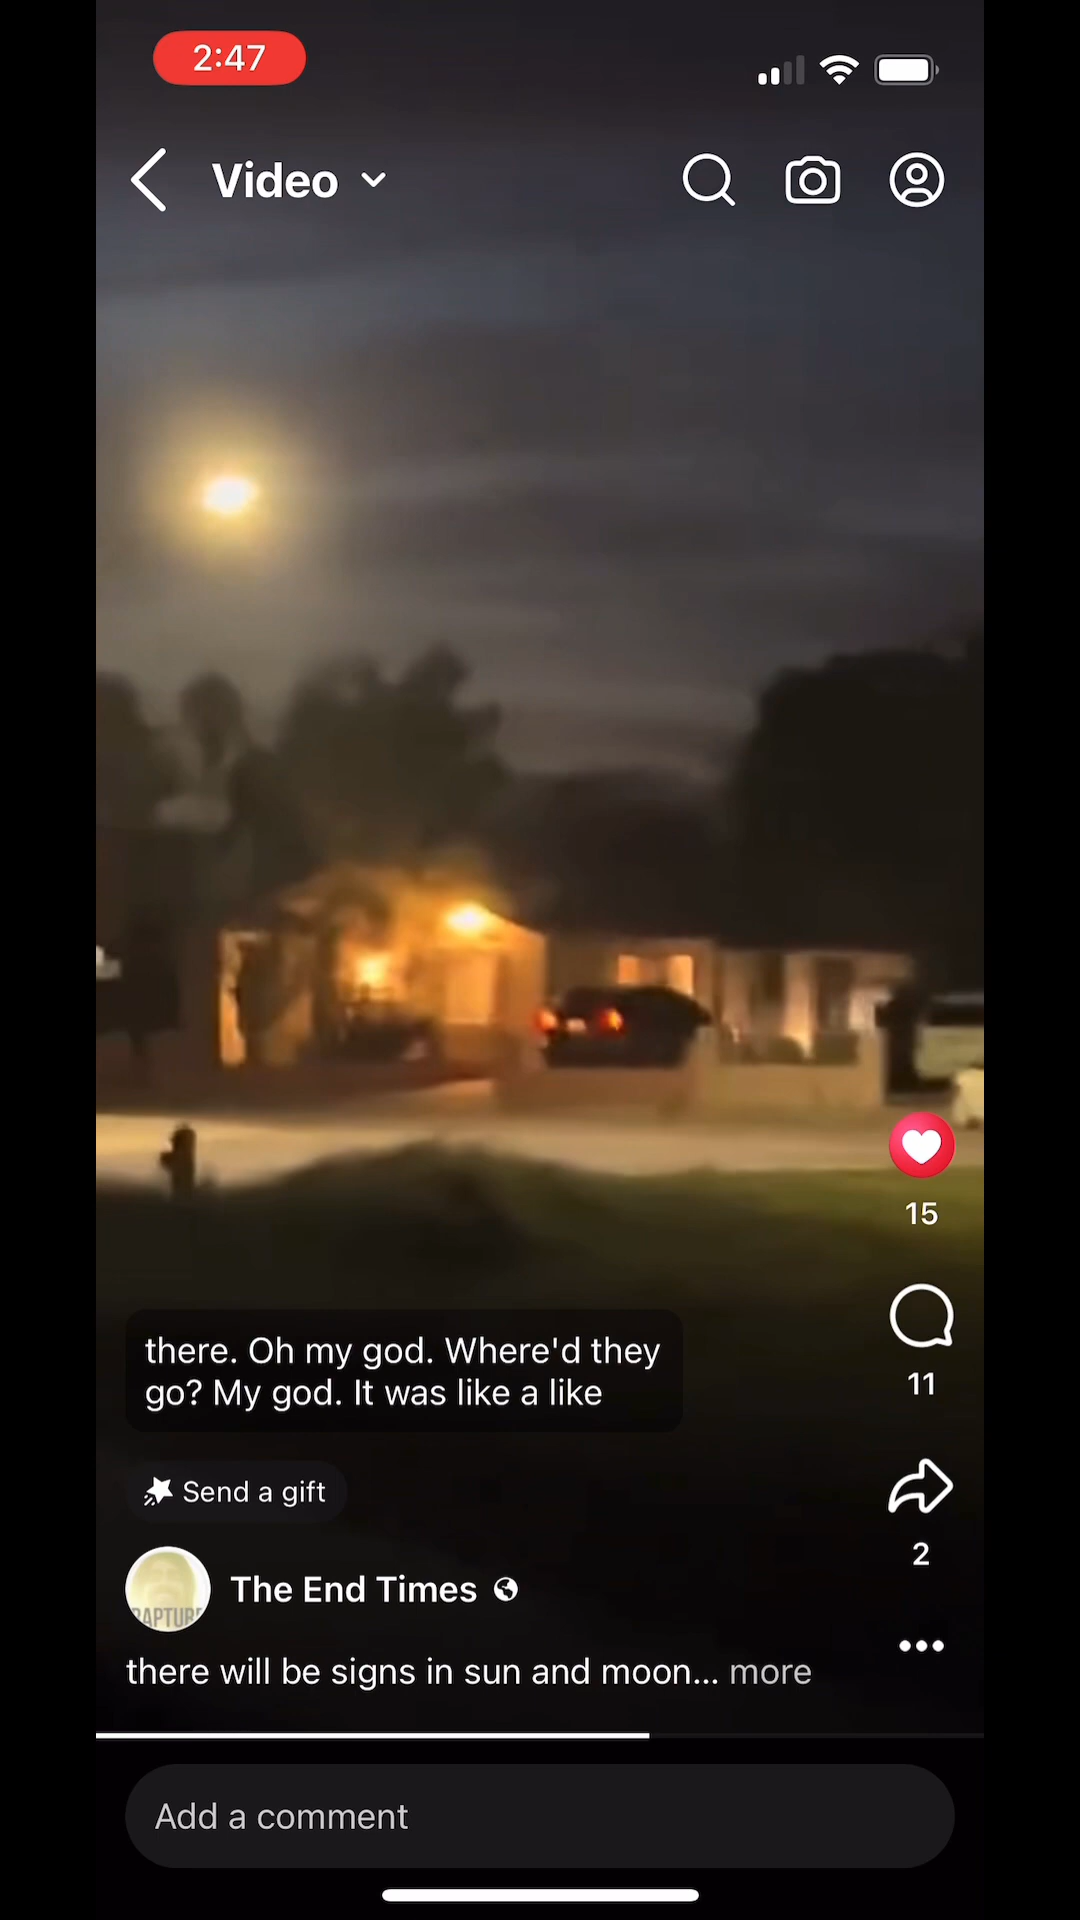 2:47
Video
there. Oh my god. Where'd they
go? My god. It was like a like
Send a gift
RAPTURE
The End Times
there will be signs in sun and moon... more
15
11
2
Add a comment